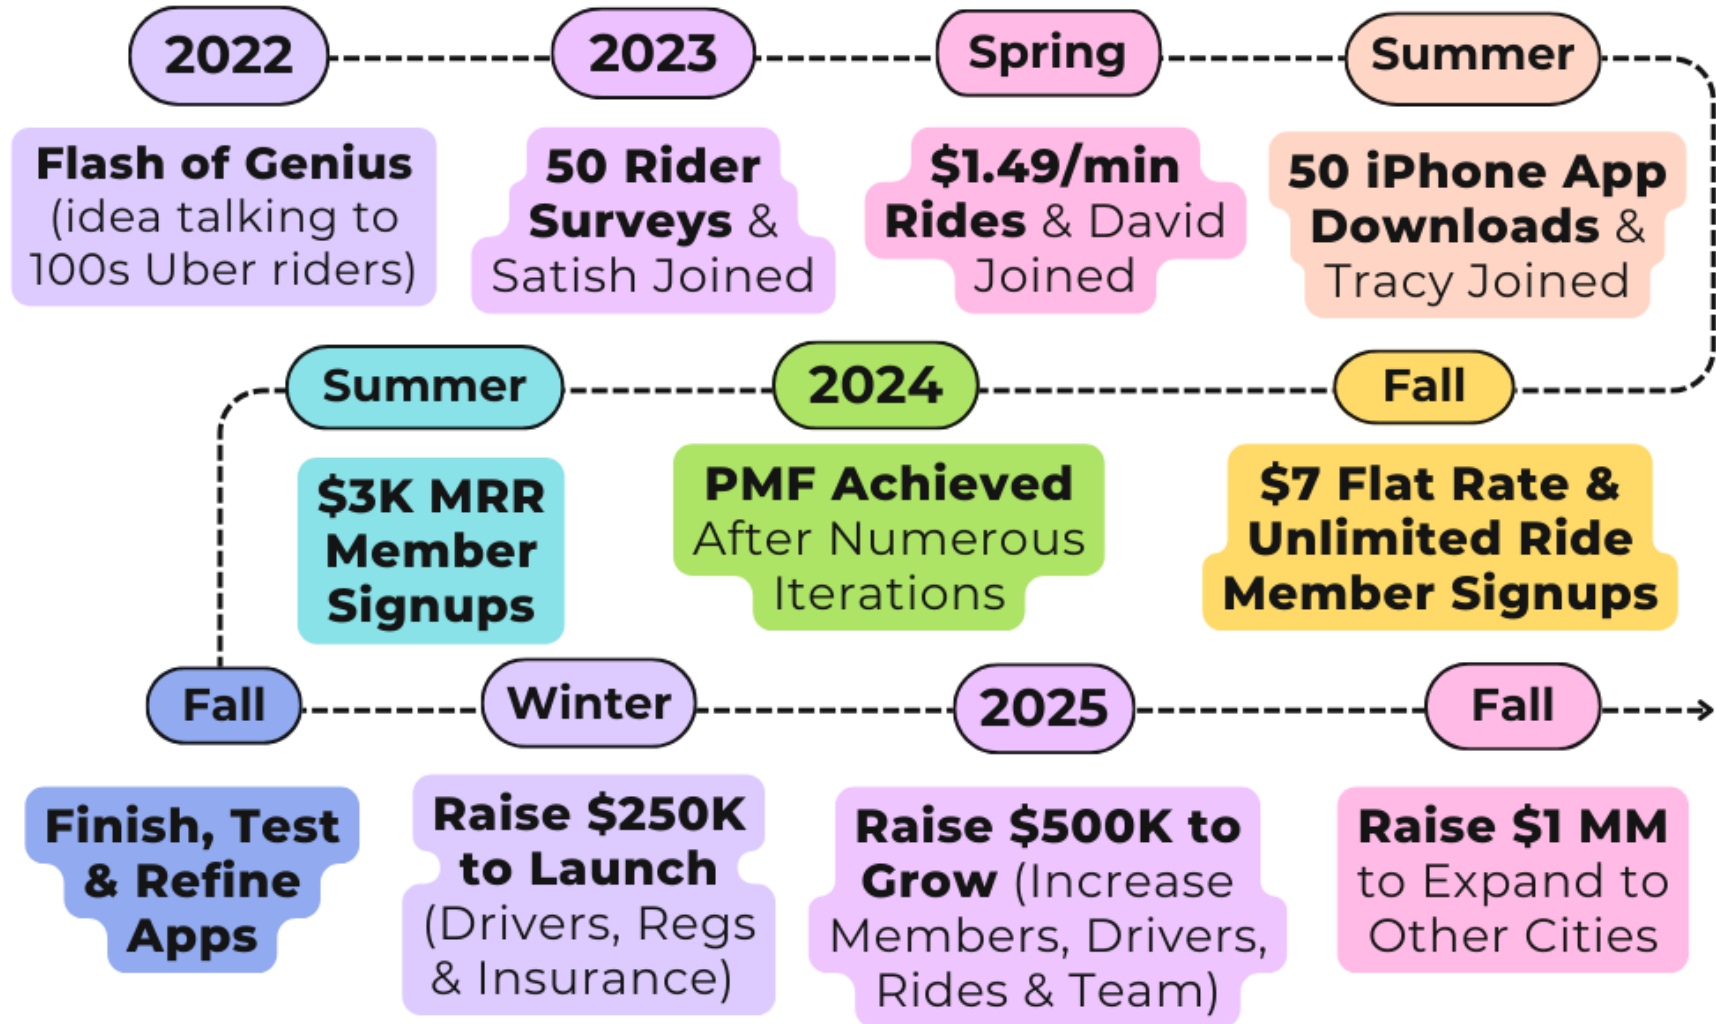 2022
Flash of Genius
(idea talking to
100s Uber riders)
2023
50 Rider
Surveys &
Satish Joined
Spring
$1.49/min
Rides & David
Joined
Summer
50 iPhone App
Downloads &
Tracy Joined
Fall
$7 Flat Rate &
Unlimited Ride
Member Signups
2024
PMF Achieved
After Numerous
Iterations
Summer
$3K MRR
Member
Signups
Fall
Finish, Test
& Refine
Apps
Winter
Raise $250K
to Launch
(Drivers, Regs
& Insurance)
2025
Raise $500K to
Grow (Increase
Members, Drivers,
Rides & Team)
Fall
Raise $1 MM
to Expand to
Other Cities